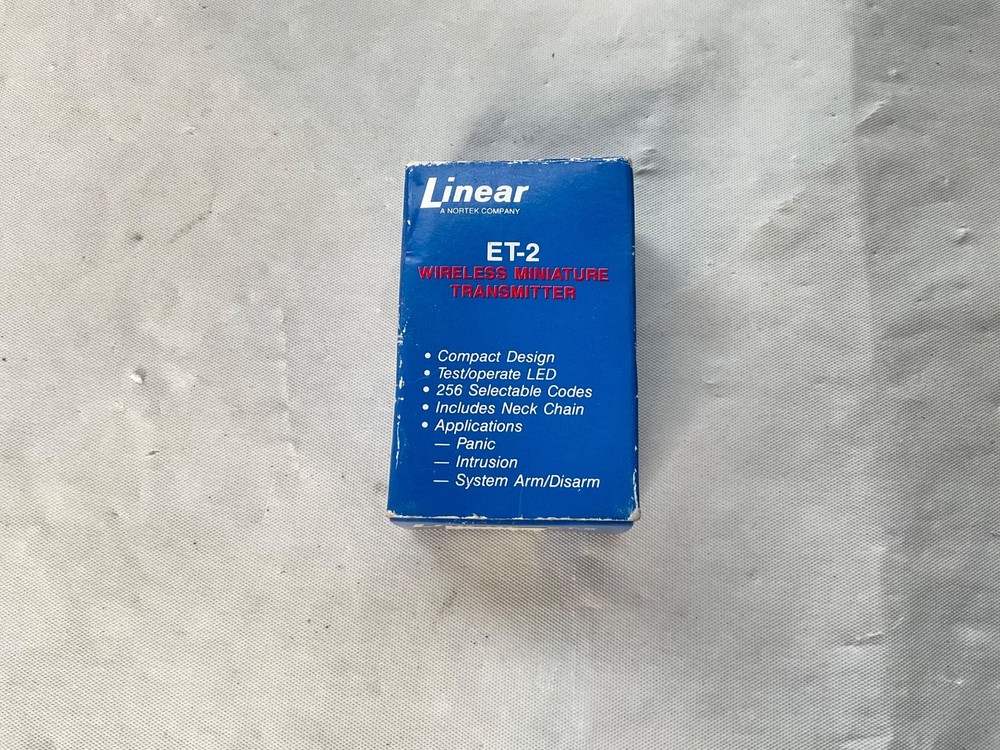 Linear
A NORTEK COMPANY
ET-2
WIRELESS MINIATURE
TRANSMITTER
• Compact Design
• Test/operate LED
• 256 Selectable Codes
• Includes Neck Chain
• Applications
— Panic
— Intrusion
— System Arm/Disarm